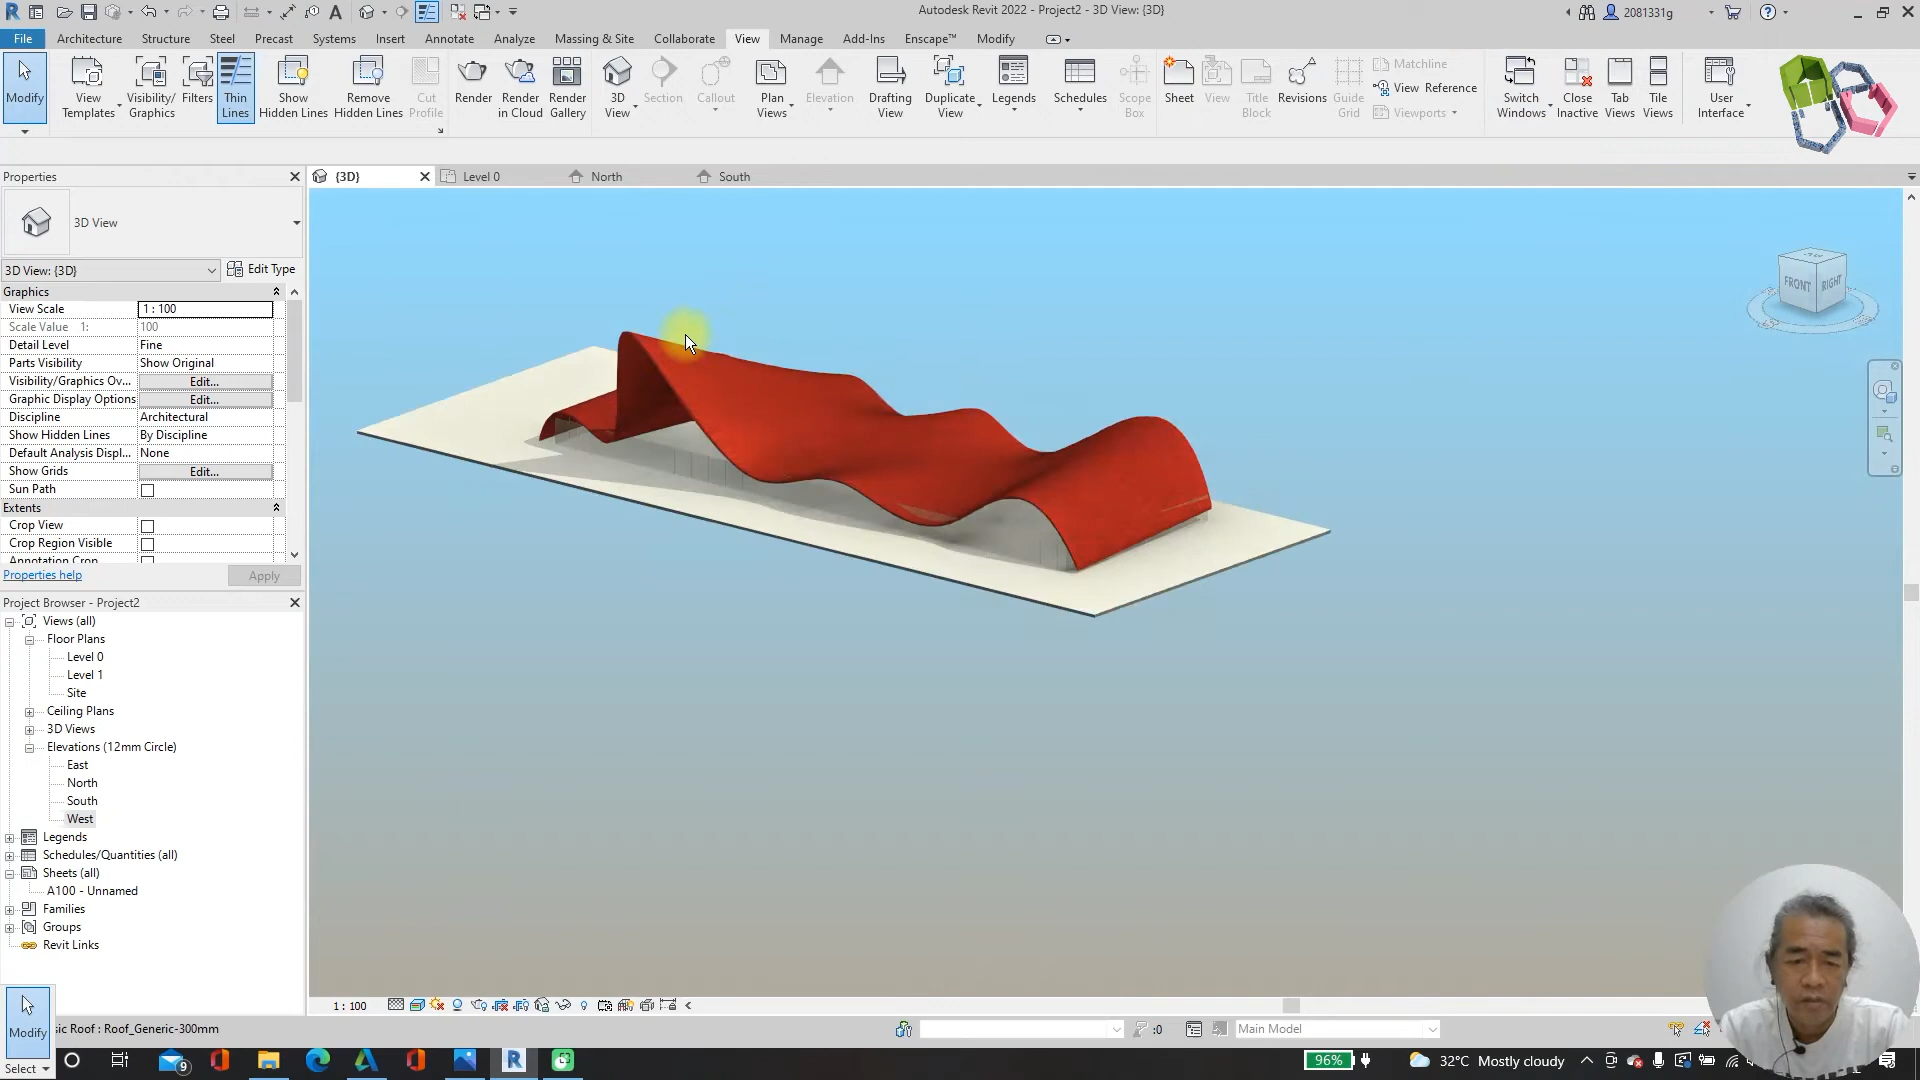 Autodesk Revit 2022 - Project2 - 3D View: {3D}
2081331g
File Architecture Structure Steel Precast Systems Insert Annotate Analyze Massing & Site Collaborate View Manage Add-Ins Enscape™ Modify
Modify
View Templates
Visibility/ Graphics
Filters
Thin Lines
Show Hidden Lines
Remove Hidden Lines
Cut Profile
Render
Render in Cloud
Render Gallery
3D View
Section
Callout
Plan Views
Elevation
Drafting View
Duplicate View
Legends
Schedules
Scope Box
Sheet
View
Title Block
Revisions
Guide Grid
Matchline
View Reference
Viewports
Switch Windows
Close Inactive
Tab Views
Tile Views
User Interface
Properties
{3D} Level 0 North South
3D View
3D View: {3D} Edit Type
Graphics
View Scale 1 : 100
Scale Value 1: 100
Detail Level Fine
Parts Visibility Show Original
Visibility/Graphics Ov... Edit...
Graphic Display Options Edit...
Discipline Architectural
Show Hidden Lines By Discipline
Default Analysis Displ... None
Show Grids Edit...
Sun Path
Extents
Crop View
Crop Region Visible
Annotation Crop
Properties help Apply
FRONT RIGHT
Project Browser - Project2
Views (all)
Floor Plans
Level 0
Level 1
Site
Ceiling Plans
3D Views
Elevations (12mm Circle)
East
North
South
West
Legends
Schedules/Quantities (all)
Sheets (all)
A100 - Unnamed
Families
Groups
Revit Links
1 : 100
Modify
Select
sic Roof : Roof_Generic-300mm
:0
Main Model
9
96%
32°C Mostly cloudy